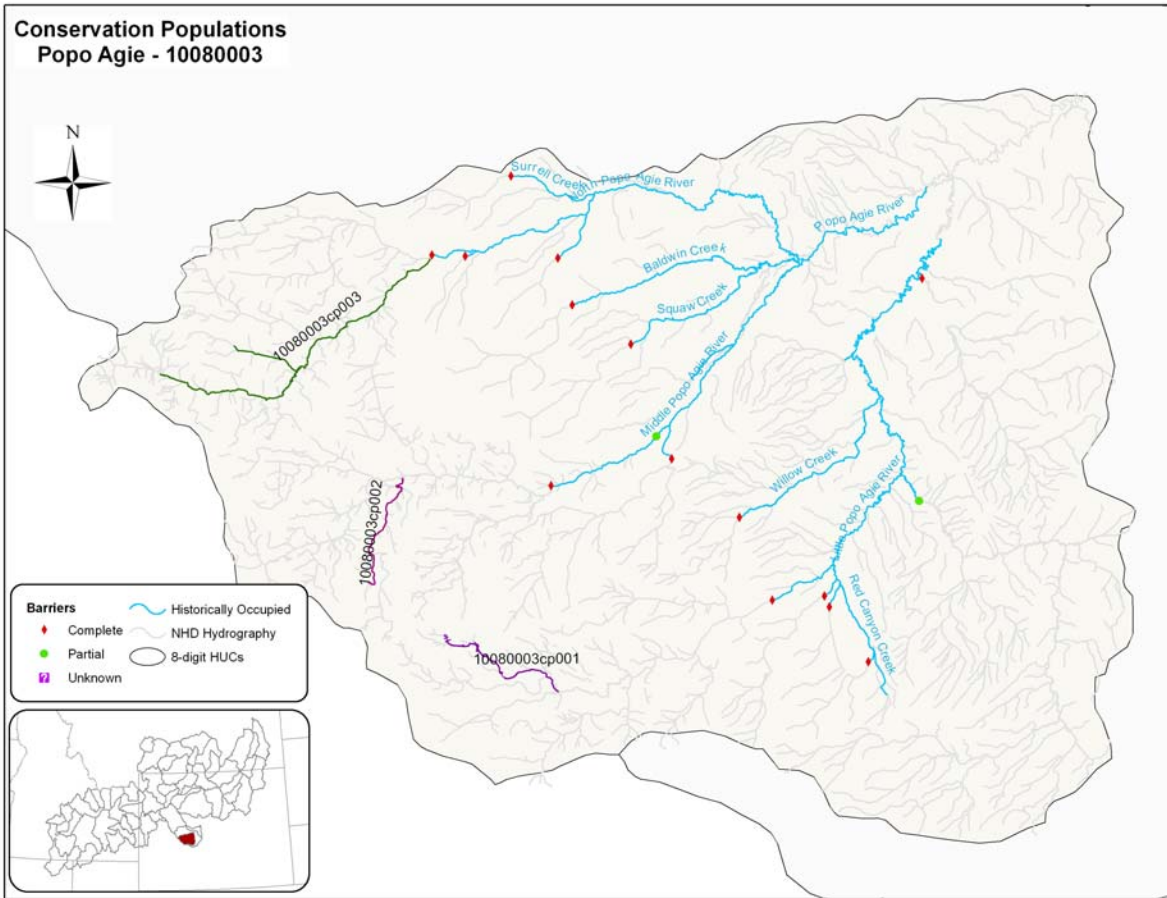 Conservation Populations
Popo Agie - 10080003
N
Surrell Creek
North Popo Agie River
Popo Agie River
Baldwin Creek
Squaw Creek
10080003cp003
Middle Popo Agie River
Willow Creek
10080003cp002
Little Popo Agie River
Red Canyon Creek
10080003cp001
Barriers
Complete
Partial
Unknown
?
Historically Occupied
NHD Hydrography
8-digit HUCs